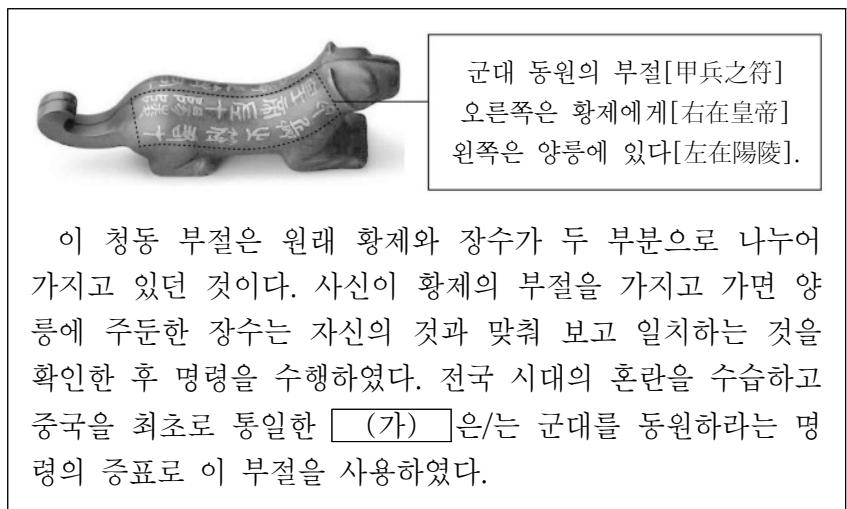 군대 동원의 부절[甲兵之符]
오른쪽은 황제에게[右在皇帝]
왼쪽은 양릉에 있다[左在陽陵].
이 청동 부절은 원래 황제와 장수가 두 부분으로 나누어
가지고 있던 것이다. 사신이 황제의 부절을 가지고 가면 양
릉에 주둔한 장수는 자신의 것과 맞춰 보고 일치하는 것을
확인한 후 명령을 수행하였다. 전국 시대의 혼란을 수습하고
중국을 최초로 통일한 (가) 은/는 군대를 동원하라는 명
령의 증표로 이 부절을 사용하였다.